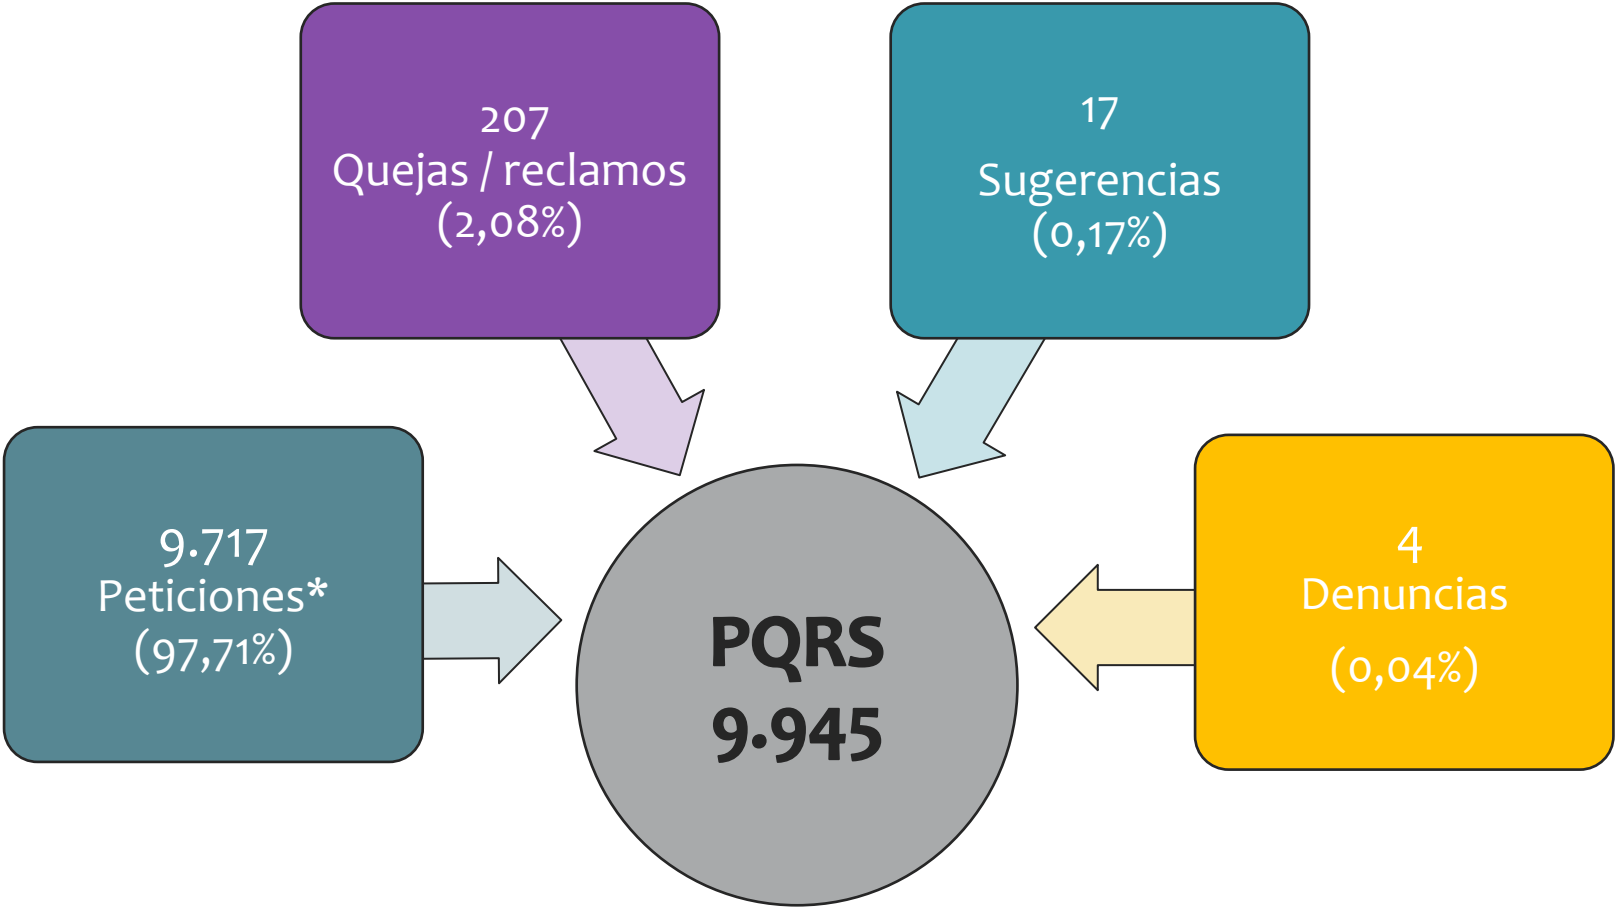 207
Quejas / reclamos
(2,08%)
17
Sugerencias
(0,17%)
9.717
Peticiones*
(97,71%)
4
Denuncias
(0,04%)
PQRS
9.945